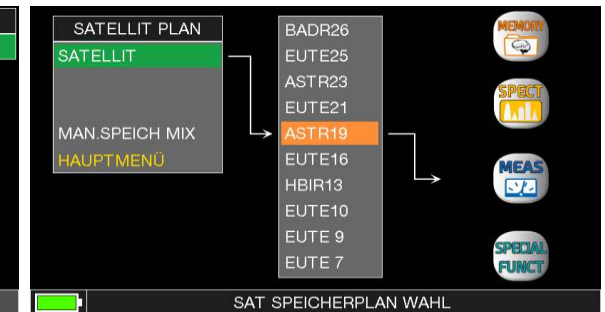 SATELLIT PLAN
SATELLIT
MAN.SPEICH MIX
HAUPTMENÜ
BADR26
EUTE25
ASTR23
EUTE21
ASTR19
EUTE16
HBIR13
EUTE10
EUTE 9
EUTE 7
MEMORY
SPECT
MEAS
SPECIAL
FUNCT
SAT SPEICHERPLAN WAHL